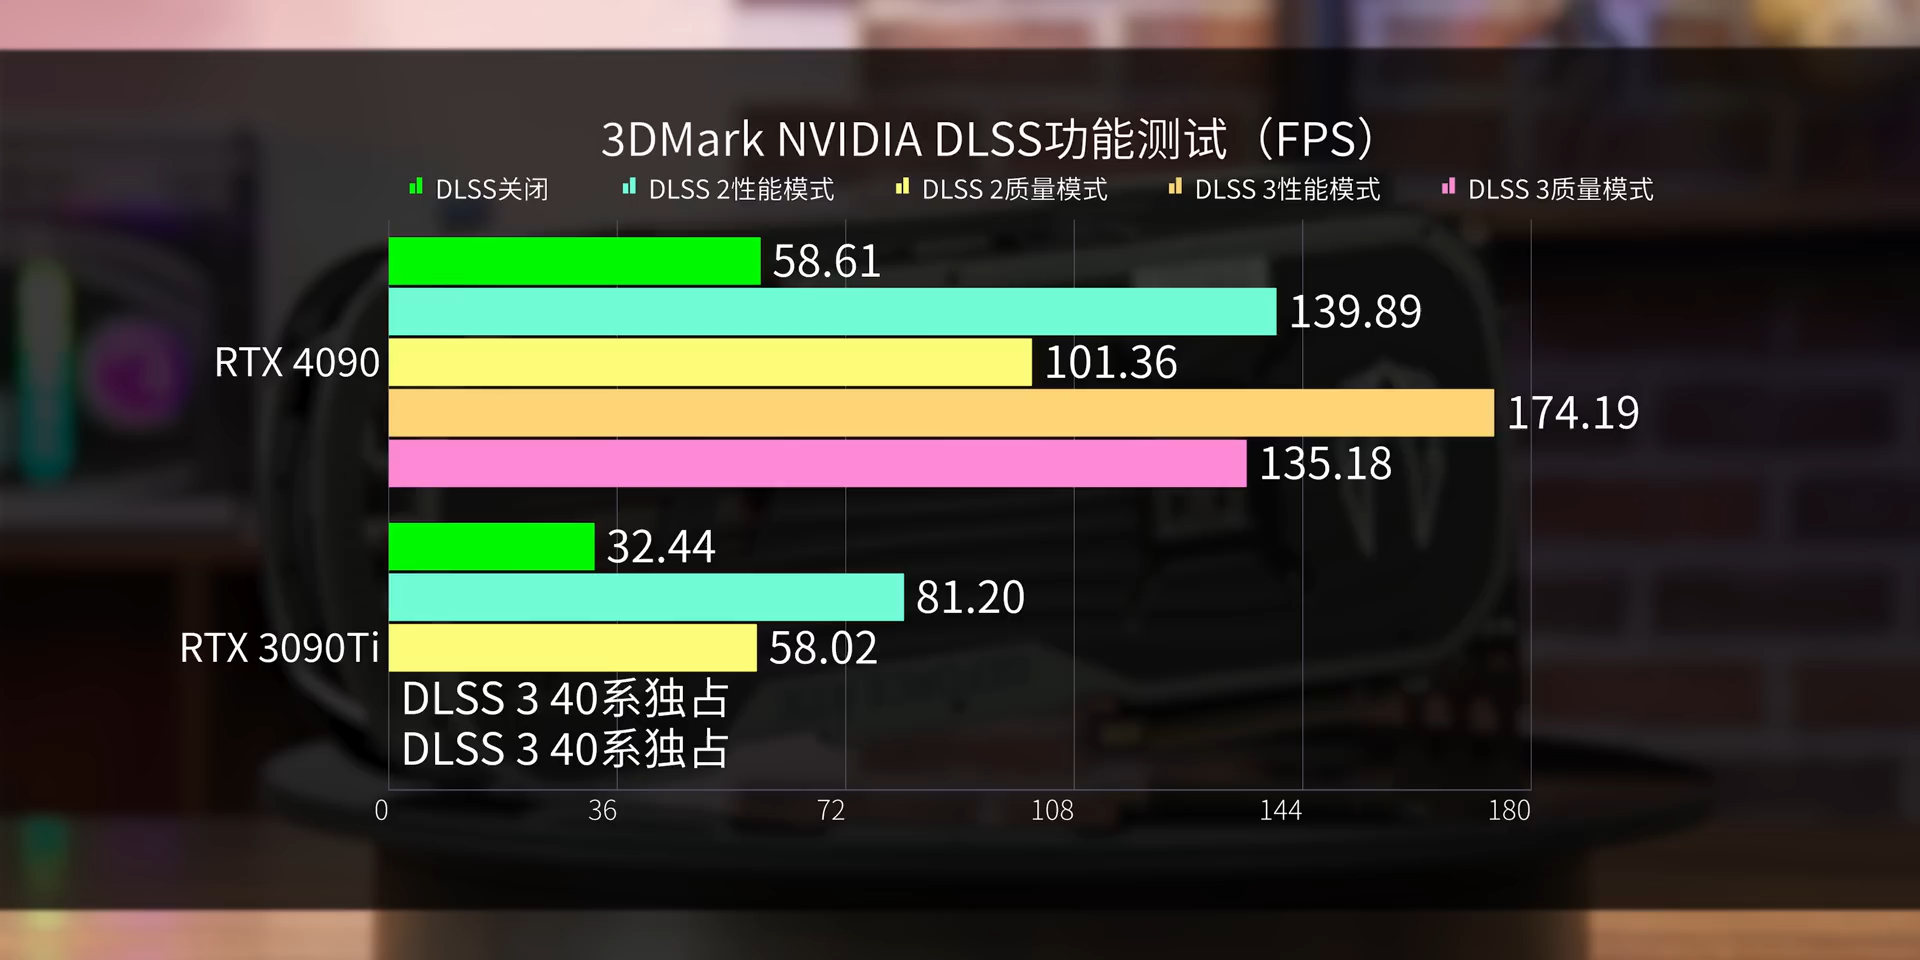 3DMark NVIDIA DLSS功能测试（FPS）
DLSS关闭 DLSS 2性能模式 DLSS 2质量模式 DLSS 3性能模式 DLSS 3质量模式
58.61
139.89
RTX 4090 101.36
174.19
135.18
32.44
81.20
RTX 3090Ti 58.02
DLSS 3 40系独占
DLSS 3 40系独占
0 36 72 108 144 180